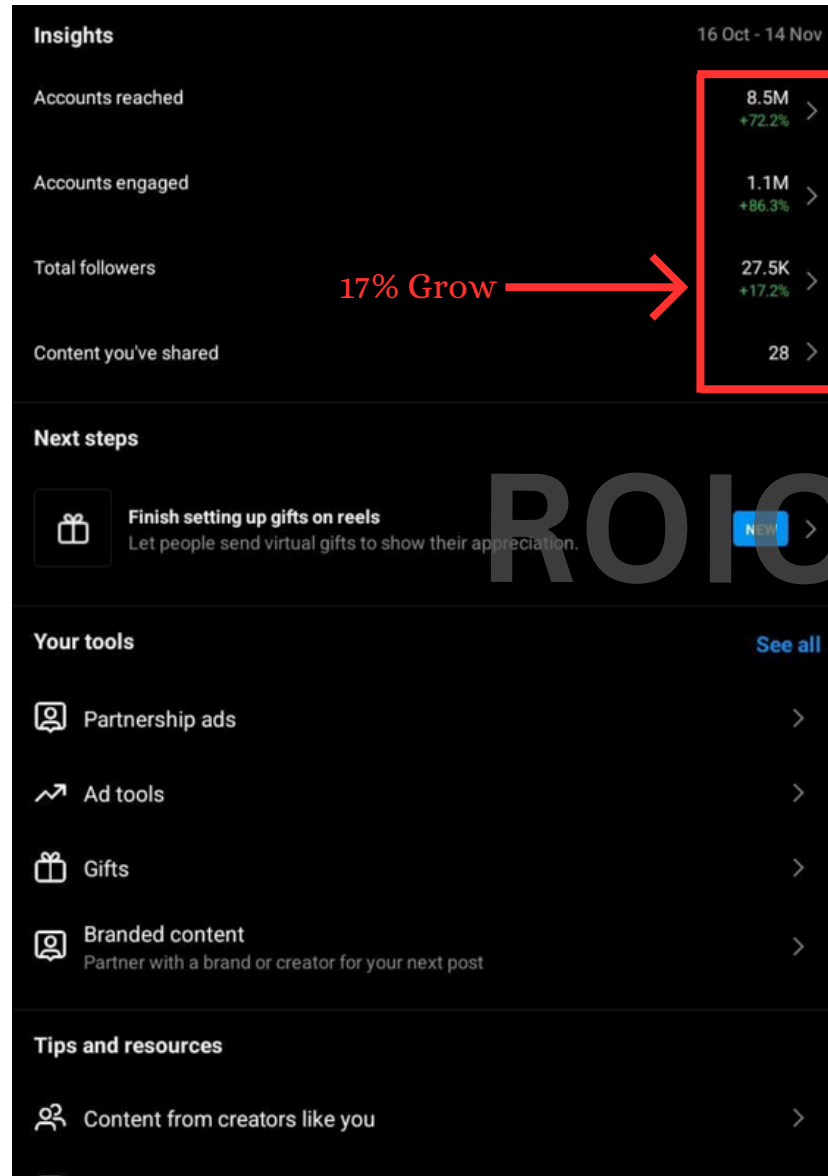 Insights
16 Oct - 14 Nov
Accounts reached
8.5M
+72.2%
Accounts engaged
1.1M
+86.3%
Total followers
27.5K
+17.2%
17% Grow
Content you've shared
28
Next steps
Finish setting up gifts on reels
Let people send virtual gifts to show their appreciation.
NEW
ROIC
Your tools
See all
Partnership ads
Ad tools
Gifts
Branded content
Partner with a brand or creator for your next post
Tips and resources
Content from creators like you